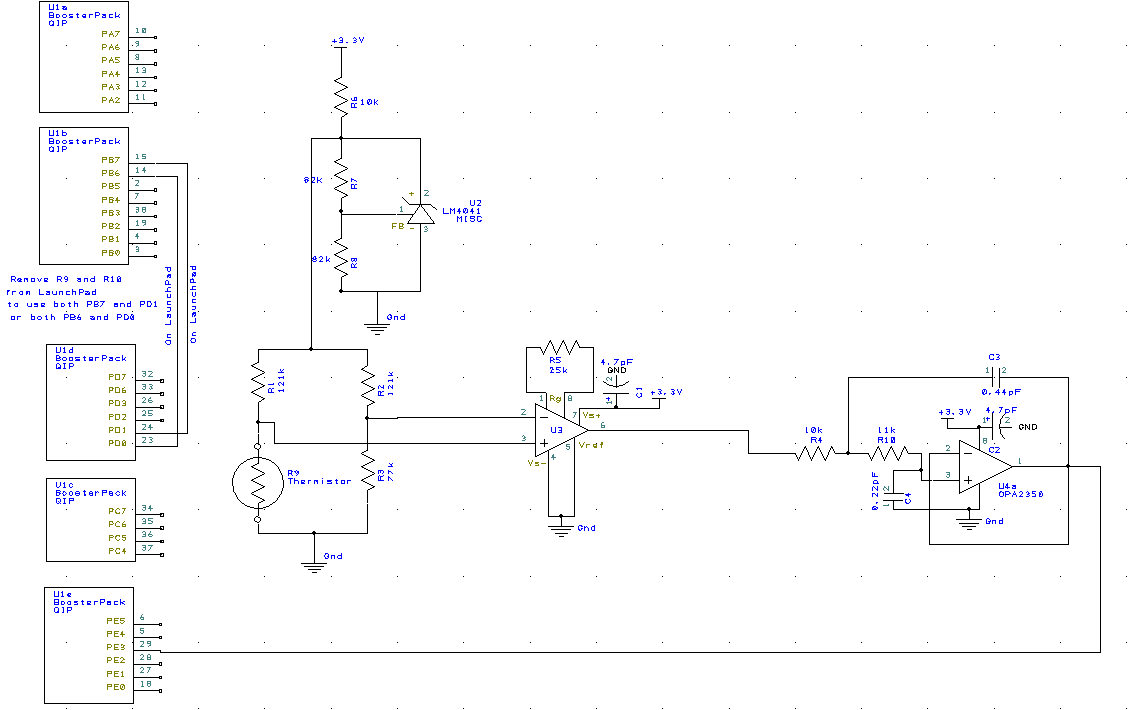 U1a
BoosterPack
QIP
PA7 10
PA6 9
PA5 8
PA4 13
PA3 12
PA2 11
U1b
BoosterPack
QIP
PB7 15
PB6 14
PB5 2
PB4 7
PB3 38
PB2 19
PB1 4
PB0 3
Remove R9 and R10
from LaunchPad
to use both PB7 and PD1
or both PB6 and PD0
On LaunchPad
On LaunchPad
U1d
BoosterPack
QIP
PD7 32
PD6 33
PD3 26
PD2 25
PD1 24
PD0 23
U1c
BoosterPack
QIP
PC7 34
PC6 35
PC5 36
PC4 37
U1e
BoosterPack
QIP
PE5 6
PE4 5
PE3 29
PE2 28
PE1 27
PE0 18
+3.3V
R6 10k
82k R7
82k R8
+ 2
1
FB - 3
U2
LM4041
MISC
Gnd
R1 121k
R2 121k
R9
Thermistor
R3 77k
Gnd
R5
25k
4.7pF
GND
2
1+
C1
+3.3V
1 Rg 8
2
3
-
+
U3
7 Vs+
6
5 Vref
Vs- 4
Gnd
10k
R4
11k
R10
C3
1 2
0.44pF
+3.3V
4.7pF
1+ 2
GND
C2
8
2
3
-
+
1
U4a
OPA2350
0.22pF
2
1
C4
Gnd